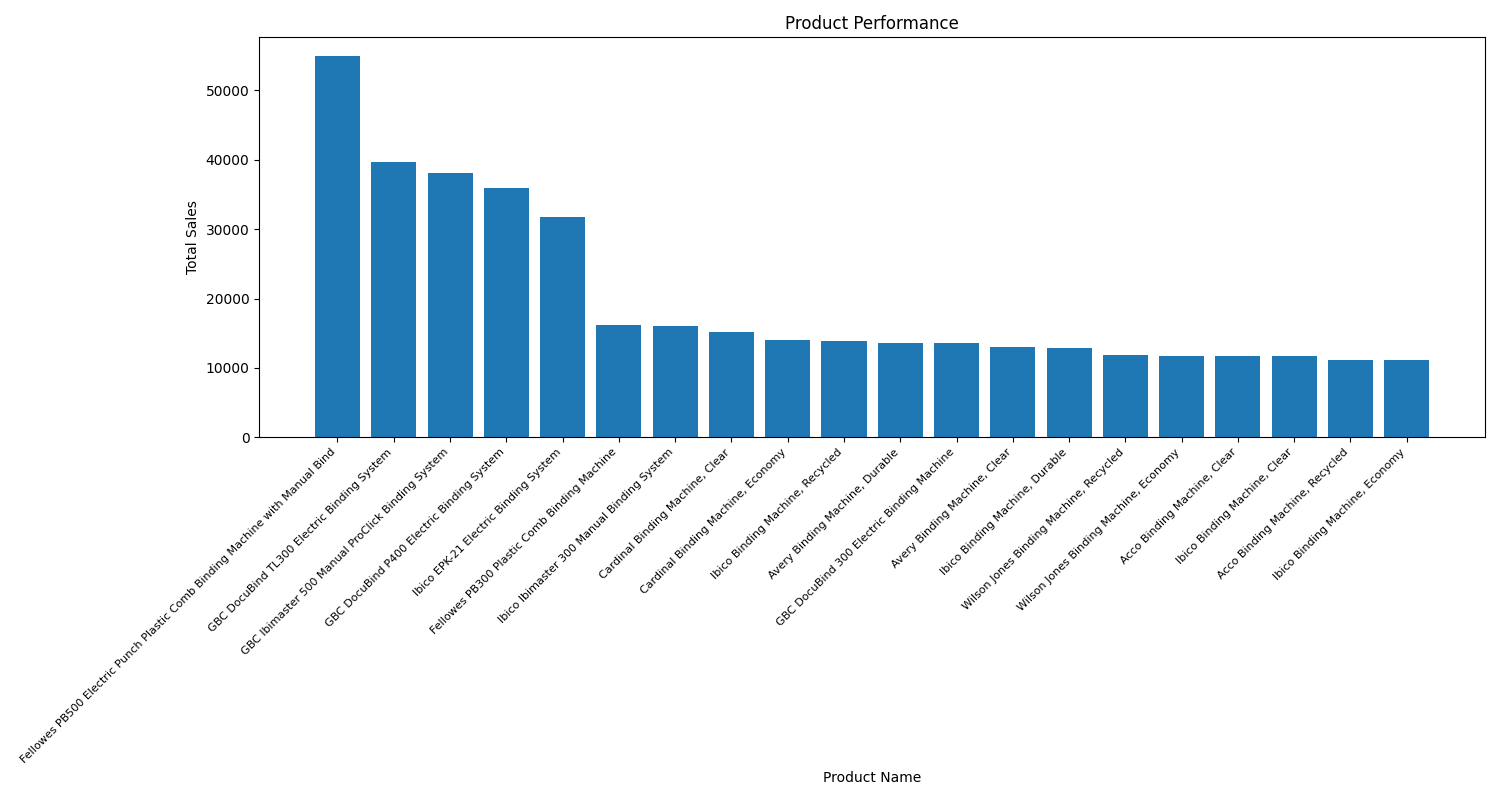 Product Performance
Total Sales
50000
40000
30000
20000
10000
0
Fellowes PB500 Electric Punch Plastic Comb Binding Machine with Manual Bind
GBC DocuBind TL300 Electric Binding System
GBC Ibimaster 500 Manual ProClick Binding System
GBC DocuBind P400 Electric Binding System
Ibico EPK-21 Electric Binding System
Fellowes PB300 Plastic Comb Binding Machine
Ibico Ibimaster 300 Manual Binding System
Cardinal Binding Machine, Clear
Cardinal Binding Machine, Economy
Ibico Binding Machine, Recycled
Avery Binding Machine, Durable
GBC DocuBind 300 Electric Binding Machine
Avery Binding Machine, Clear
Ibico Binding Machine, Durable
Wilson Jones Binding Machine, Recycled
Wilson Jones Binding Machine, Economy
Acco Binding Machine, Clear
Ibico Binding Machine, Clear
Acco Binding Machine, Recycled
Ibico Binding Machine, Economy
Product Name